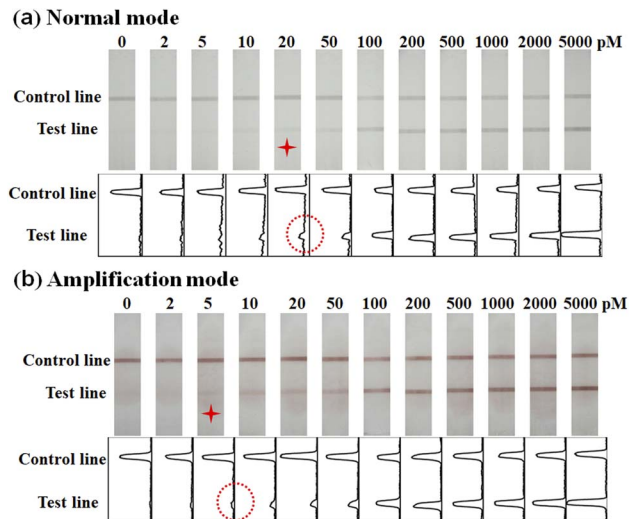 (a) Normal mode
0 2 5 10 20 50 100 200 500 1000 2000 5000 pM
Control line
Test line
Control line
Test line
(b) Amplification mode
0 2 5 10 20 50 100 200 500 1000 2000 5000 pM
Control line
Test line
Control line
Test line